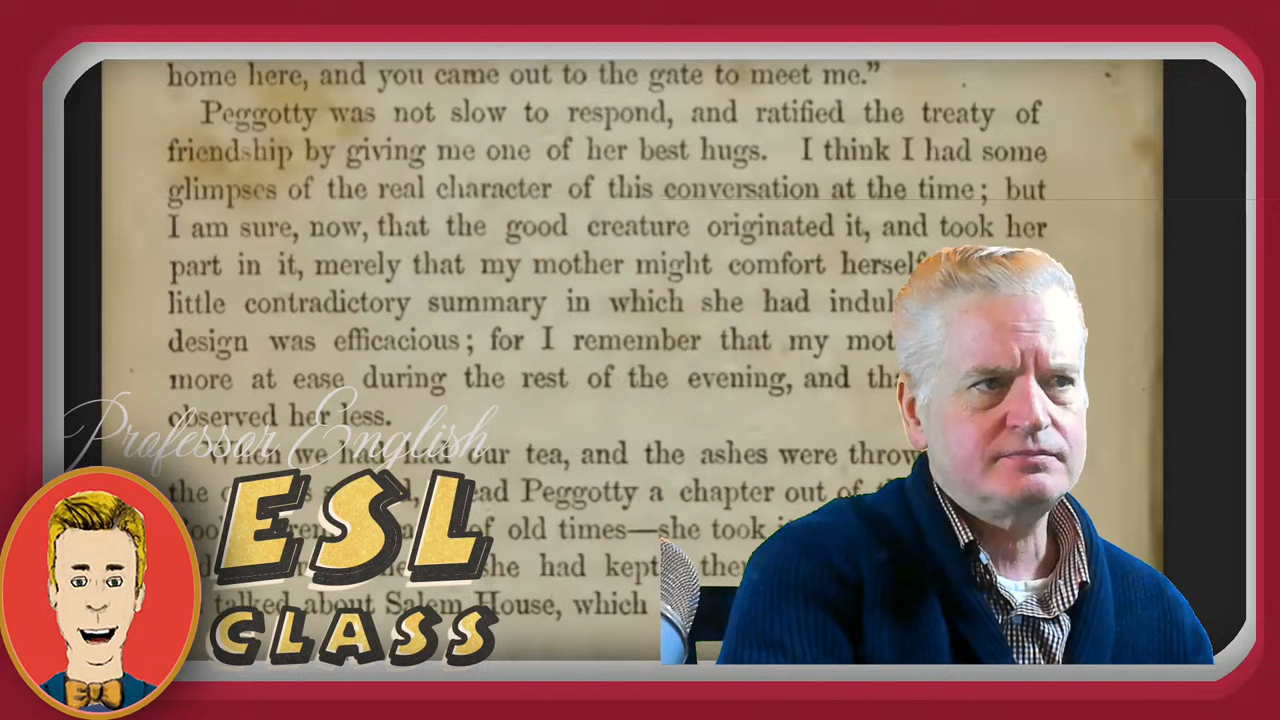 home here, and you came out to the gate to meet me.”
Peggotty was not slow to respond, and ratified the treaty of
friendship by giving me one of her best hugs. I think I had some
glimpses of the real character of this conversation at the time; but
I am sure, now, that the good creature originated it, and took her
part in it, merely that my mother might comfort herself
little contradictory summary in which she had
design was efficacious; for I remember that my
more at ease during the rest of the evening, and
observed her less.
When we had had our tea, and the ashes were
the Peggotty a chapter out of
of old times—she took
she had kept
talked about Salem House, which
Professor English
ESL
CLASS